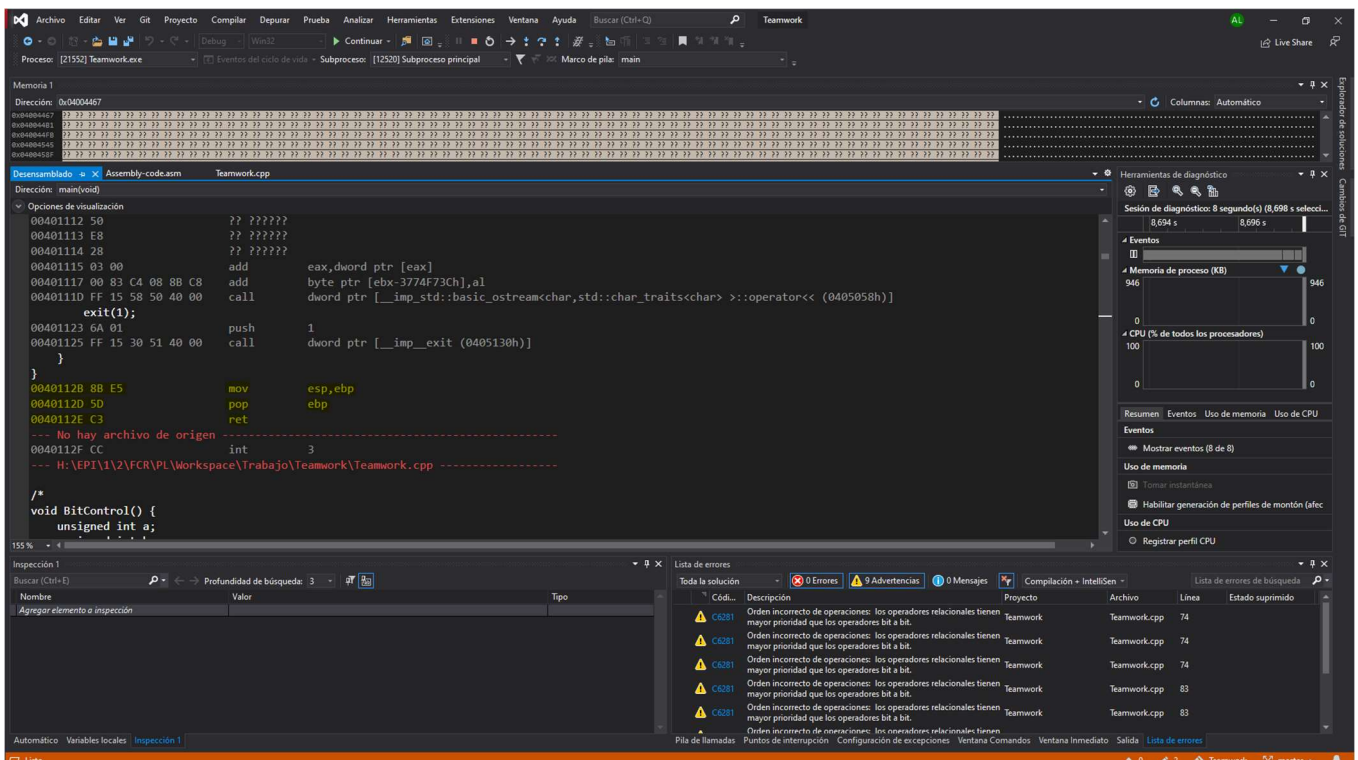 Archivo Editar Ver Git Proyecto Compilar Depurar Prueba Analizar Herramientas Extensiones Ventana Ayuda Buscar (Ctrl+Q) Teamwork AL
Debug Win32 Continuar Live Share
Proceso: [21552] Teamwork.exe Eventos del ciclo de vida Subproceso: [12520] Subproceso principal Marco de pila: main
Memoria 1
Dirección: 0x04004467 Columnas: Automático
0x04004467
0x0400458F
Explorador de soluciones
Cambios de GIT
Desensamblado Assembly-code.asm Teamwork.cpp
Dirección: main(void)
Opciones de visualización
00401112 50 ?? ??????
00401113 E8 ?? ??????
00401114 28 ?? ??????
00401115 03 00 add eax,dword ptr [eax]
00401117 00 83 C4 08 8B C8 add byte ptr [ebx-3774F73Ch],al
0040111D FF 15 58 50 40 00 call dword ptr [__imp_std::basic_ostream<char,std::char_traits<char> >::operator<< (0405058h)]
exit(1);
00401123 6A 01 push 1
00401125 FF 15 30 51 40 00 call dword ptr [__imp__exit (0405130h)]
}
}
0040112B 8B E5 mov esp,ebp
0040112D 5D pop ebp
0040112E C3 ret
--- No hay archivo de origen ---------------------------------------------------
0040112F CC int 3
--- H:\EPI\1\2\FCR\PL\Workspace\Trabajo\Teamwork\Teamwork.cpp ------------------
/*
void BitControl() {
unsigned int a;
155 %
Herramientas de diagnóstico
Sesión de diagnóstico: 8 segundo(s) (8,698 s selecci...
8,694 s 8,696 s
Eventos
Memoria de proceso (KB)
946 946
0 0
CPU (% de todos los procesadores)
100 100
0 0
Resumen Eventos Uso de memoria Uso de CPU
Eventos
Mostrar eventos (8 de 8)
Uso de memoria
Tomar instantánea
Habilitar generación de perfiles de montón (afec
Uso de CPU
Registrar perfil CPU
Inspección 1
Buscar (Ctrl+E) Profundidad de búsqueda: 3
Nombre Valor Tipo
Agregar elemento a inspección
Automático Variables locales Inspección 1
Lista de errores
Toda la solución 0 Errores 9 Advertencias 0 Mensajes Compilación + IntelliSen Lista de errores de búsqueda
Códi... Descripción Proyecto Archivo Línea Estado suprimido
C6281 Orden incorrecto de operaciones: los operadores relacionales tienen mayor prioridad que los operadores bit a bit. Teamwork Teamwork.cpp 74
C6281 Orden incorrecto de operaciones: los operadores relacionales tienen mayor prioridad que los operadores bit a bit. Teamwork Teamwork.cpp 74
C6281 Orden incorrecto de operaciones: los operadores relacionales tienen mayor prioridad que los operadores bit a bit. Teamwork Teamwork.cpp 74
C6281 Orden incorrecto de operaciones: los operadores relacionales tienen mayor prioridad que los operadores bit a bit. Teamwork Teamwork.cpp 83
C6281 Orden incorrecto de operaciones: los operadores relacionales tienen mayor prioridad que los operadores bit a bit. Teamwork Teamwork.cpp 83
Orden incorrecto de operaciones: los operadores relacionales tienen
Pila de llamadas Puntos de interrupción Configuración de excepciones Ventana Comandos Ventana Inmediato Salida Lista de errores